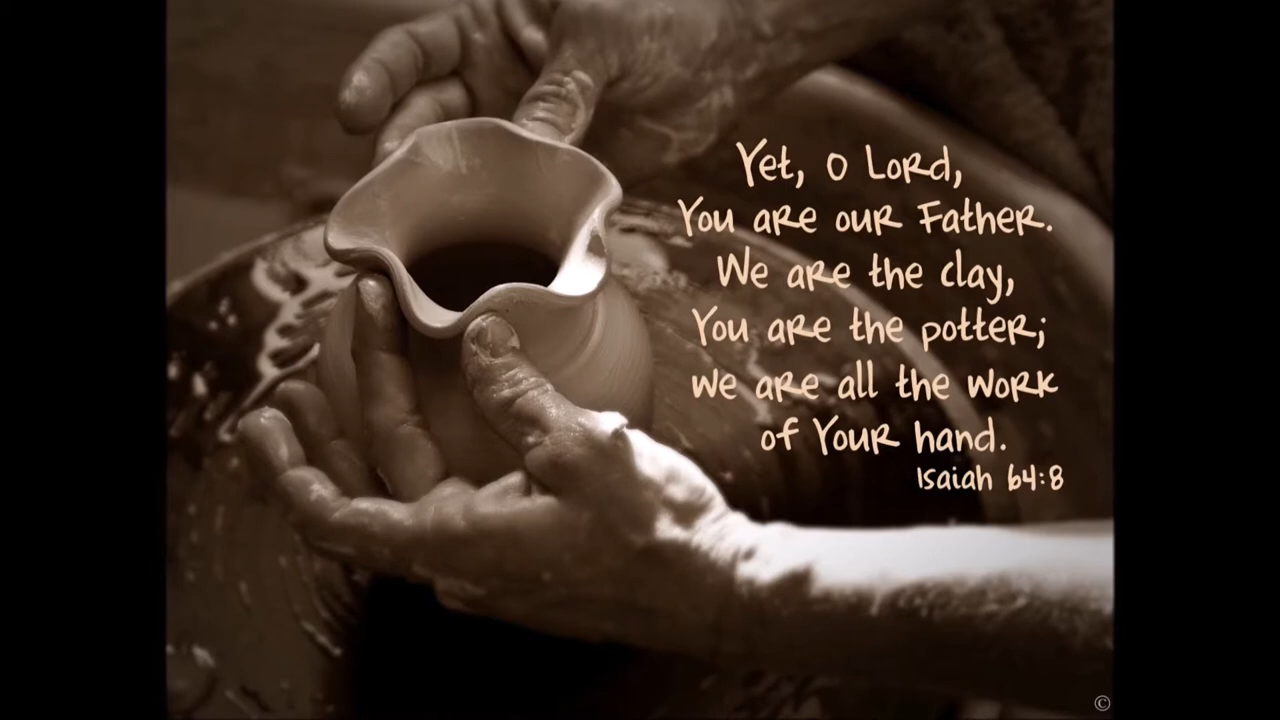 Yet, O Lord,
You are our Father.
We are the clay,
You are the potter;
we are all the work
of Your hand.
Isaiah 64:8
©